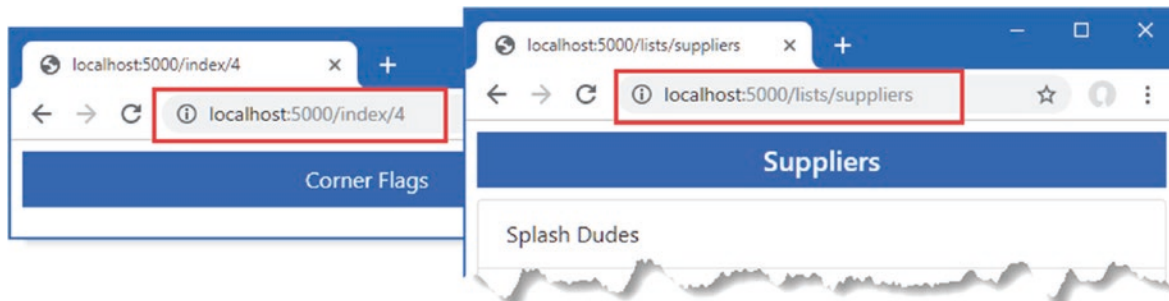 localhost:5000/index/4
localhost:5000/index/4
Corner Flags
localhost:5000/lists/suppliers
localhost:5000/lists/suppliers
Suppliers
Splash Dudes